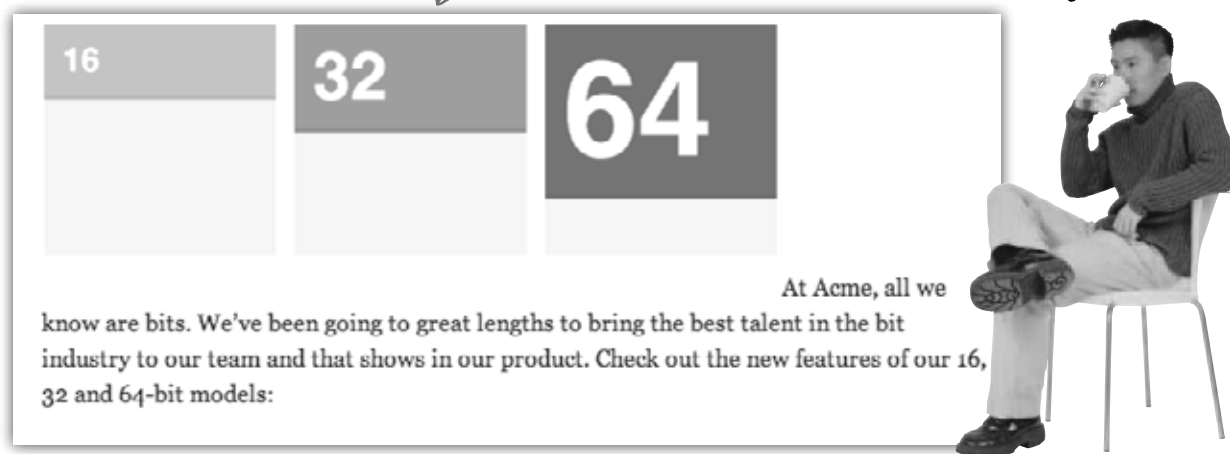 16
32
64
At Acme, all we
know are bits. We’ve been going to great lengths to bring the best talent in the bit
industry to our team and that shows in our product. Check out the new features of our 16,
32 and 64-bit models: